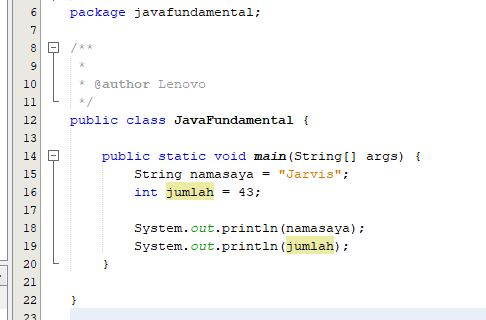 6 package javafundamental;
7
8 /**
9 *
10 * @author Lenovo
11 */
12 public class JavaFundamental {
13
14 public static void main(String[] args) {
15 String namasaya = "Jarvis";
16 int jumlah = 43;
17
18 System.out.println(namasaya);
19 System.out.println(jumlah);
20 }
21
22 }
23